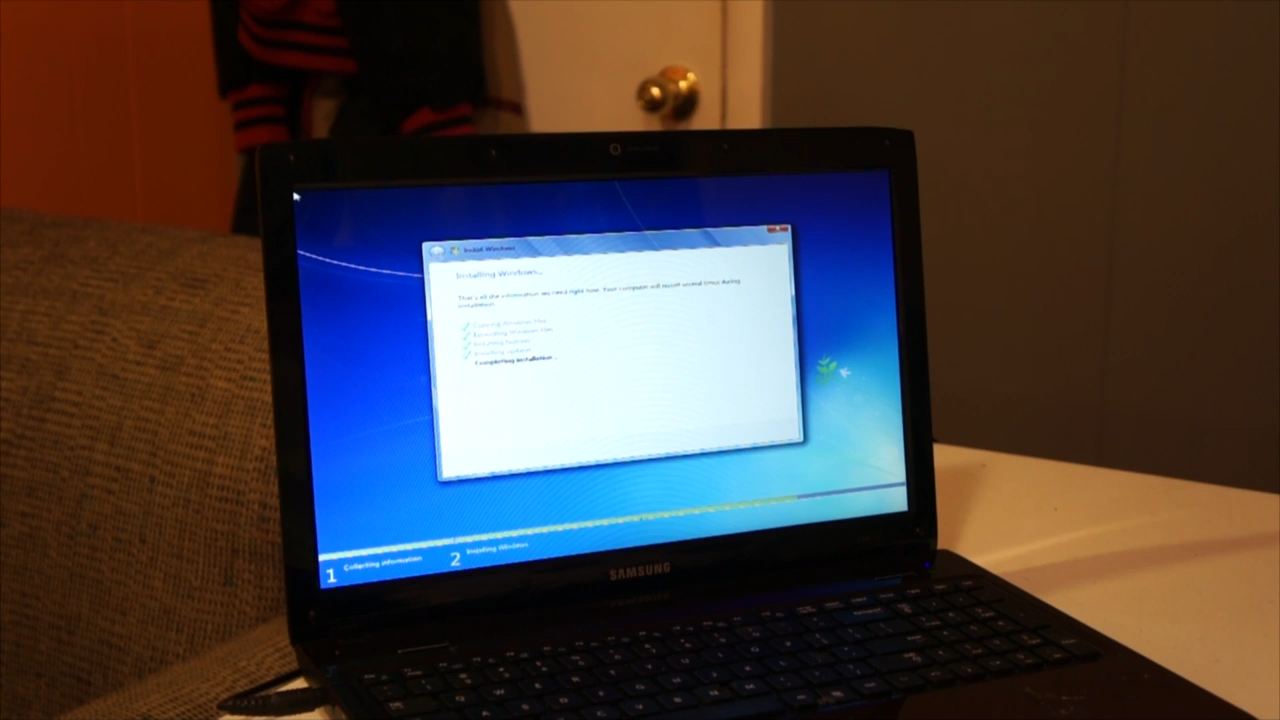 Install Windows
Installing Windows...
That's all the information we need right now. Your computer will restart several times during
installation.
Copying Windows files
Expanding Windows files
Installing features
Installing updates
Completing installation ..
1 Collecting information
2 Installing Windows
SAMSUNG